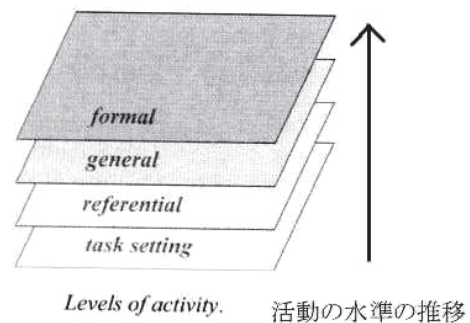 formal
general
referential
task setting
Levels of activity.
活動の水準の推移